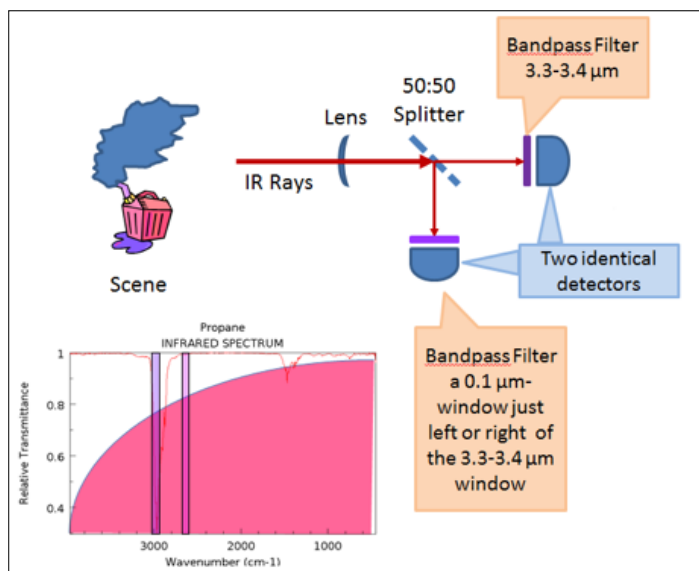 Bandpass Filter
3.3-3.4 µm
50:50
Splitter
Lens
IR Rays
Scene
Two identical
detectors
Bandpass Filter
a 0.1 µm-
window just
left or right of
the 3.3-3.4 µm
window
Propane
INFRARED SPECTRUM
Relative Transmittance
1
0.8
0.6
0.4
3000
2000
1000
Wavenumber (cm-1)